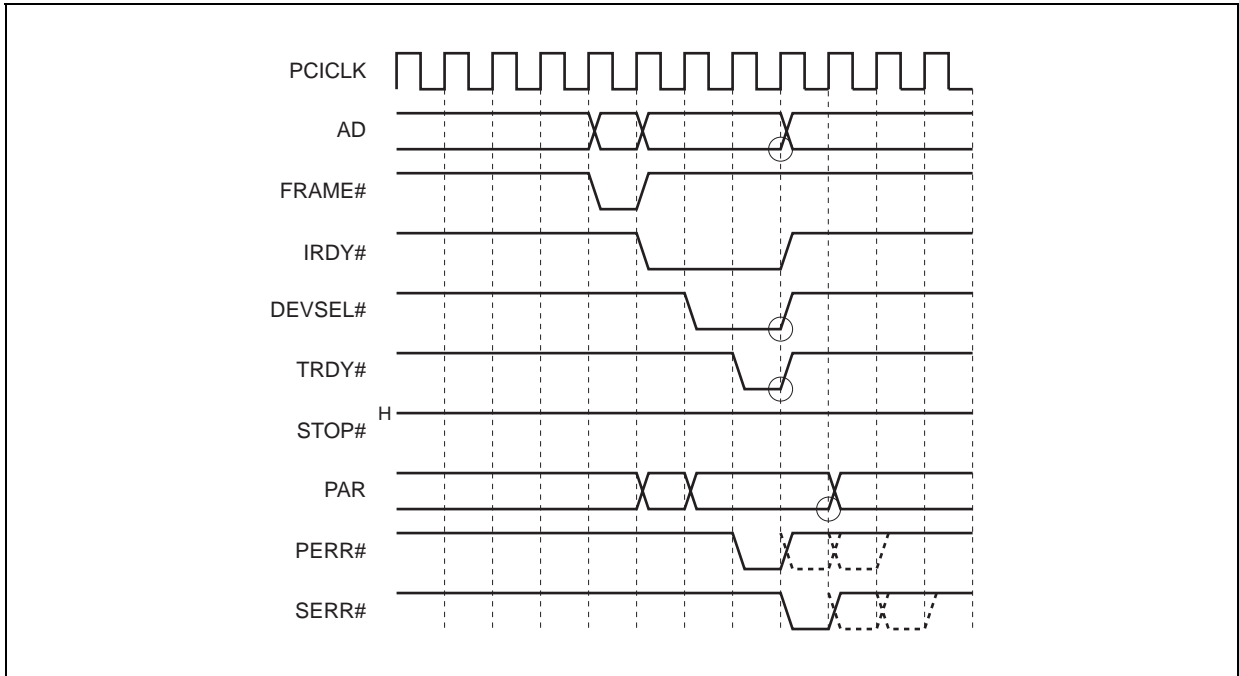 PCICLK
AD
FRAME#
IRDY#
DEVSEL#
TRDY#
H
STOP#
PAR
PERR#
SERR#